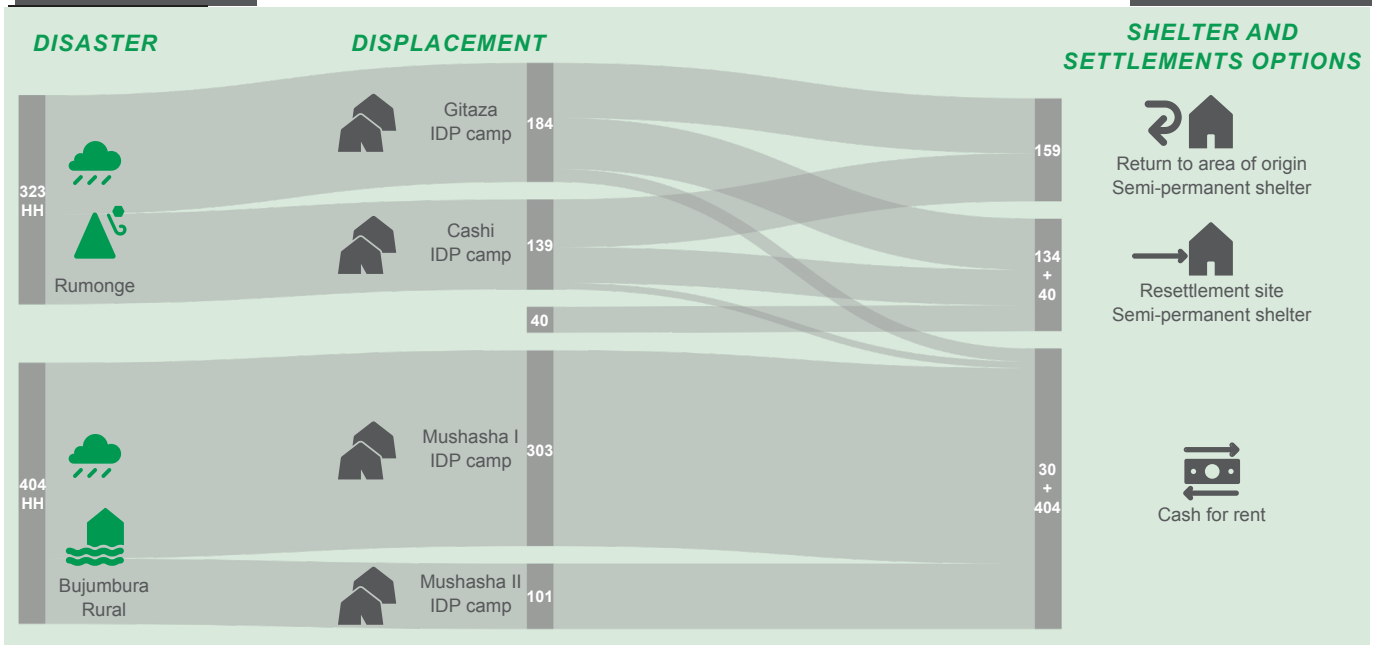 DISASTER
DISPLACEMENT
SHELTER AND
SETTLEMENTS OPTIONS
323
HH
Rumonge
404
HH
Bujumbura
Rural
Gitaza
IDP camp
184
Cashi
IDP camp
139
40
Mushasha I
IDP camp
303
Mushasha II
IDP camp
101
159
Return to area of origin
Semi-permanent shelter
134
+
40
Resettlement site
Semi-permanent shelter
30
+
404
Cash for rent